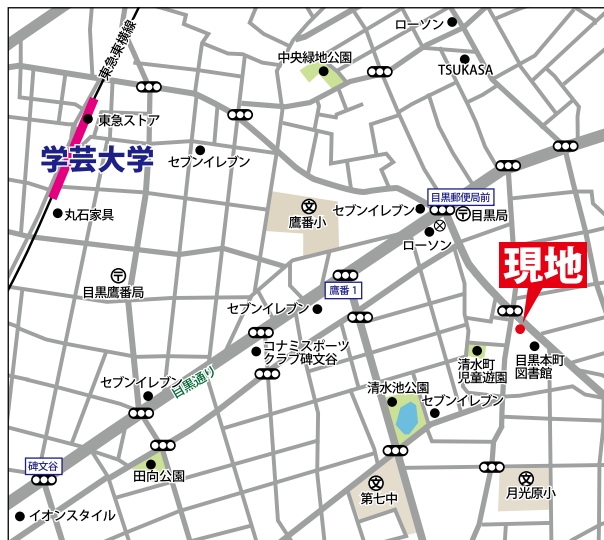 ローソン
東急東横線
中央緑地公園
TSUKASA
東急ストア
学芸大学
セブンイレブン
目黒郵便局前
丸石家具
鷹番小
セブンイレブン
目黒局
ローソン
現地
目黒鷹番局
鷹番1
セブンイレブン
コナミスポーツ
クラブ碑文谷
清水町
児童遊園
目黒本町
図書館
目黒通り
セブンイレブン
清水池公園
セブンイレブン
碑文谷
田向公園
第七中
月光原小
イオンスタイル